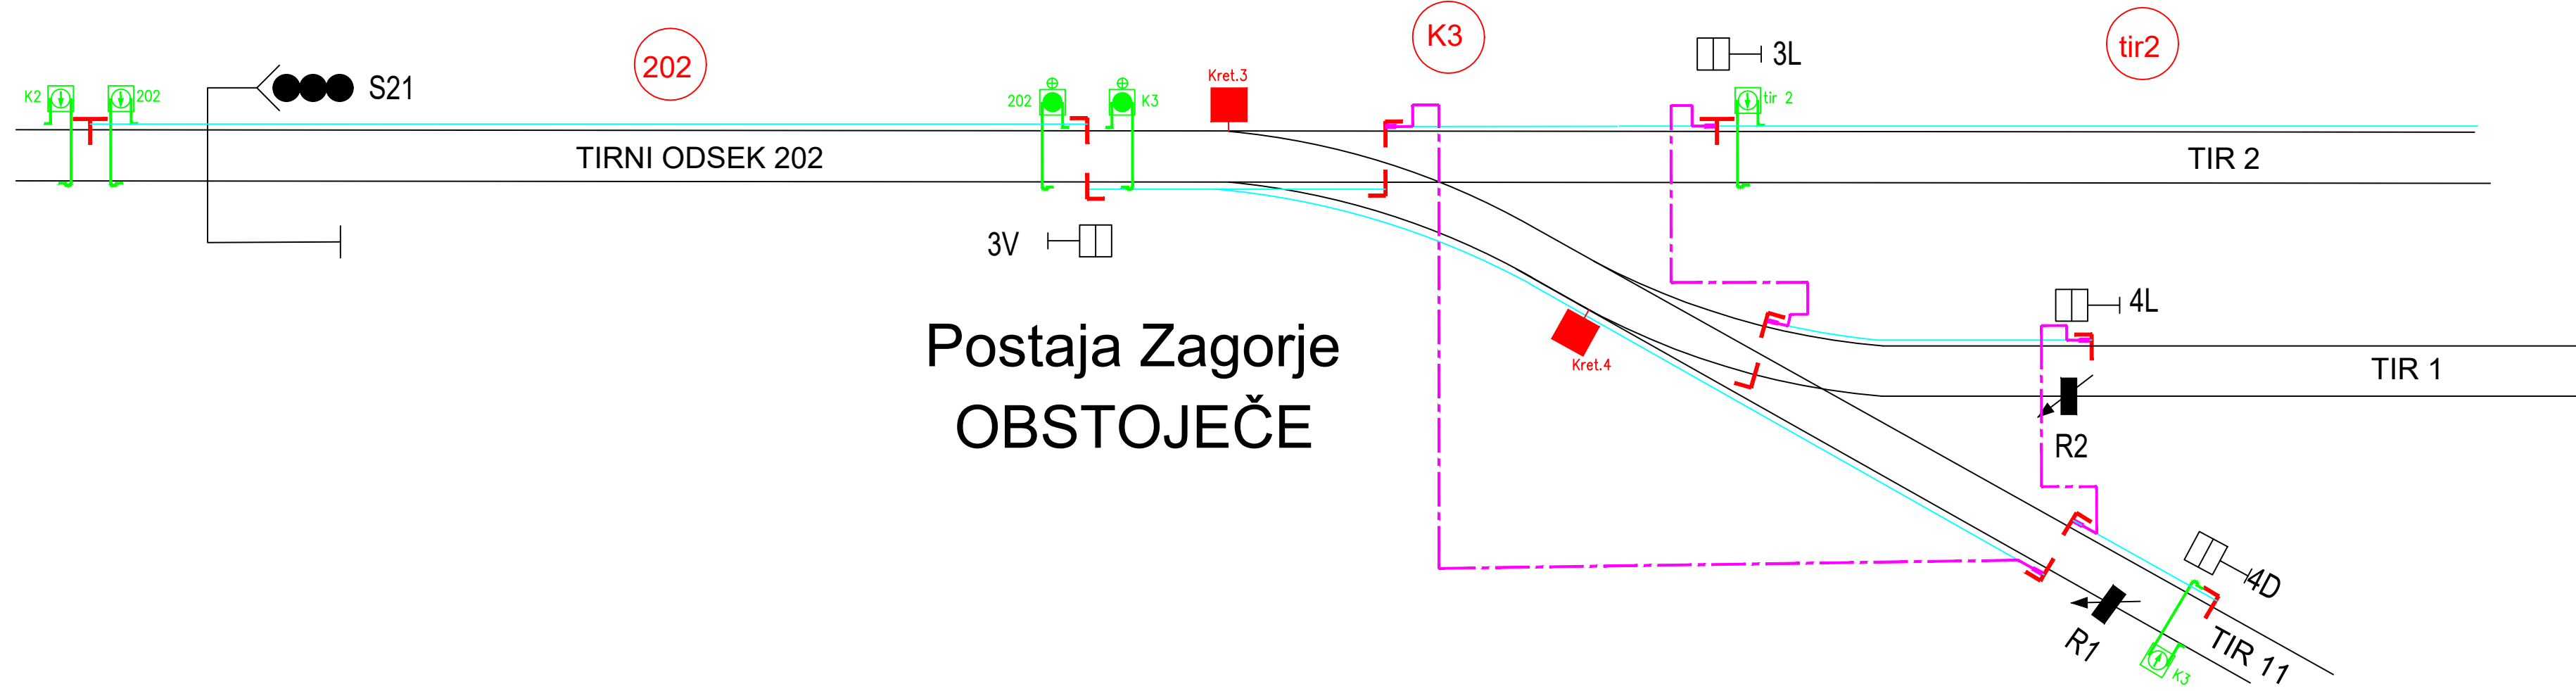 202
K3
tir2
K2
202
S21
202
K3
Kret.3
3L
tir 2
TIRNI ODSEK 202
TIR 2
3V
4L
Postaja Zagorje
OBSTOJEČE
Kret.4
TIR 1
R2
4D
R1
TIR 11
K3